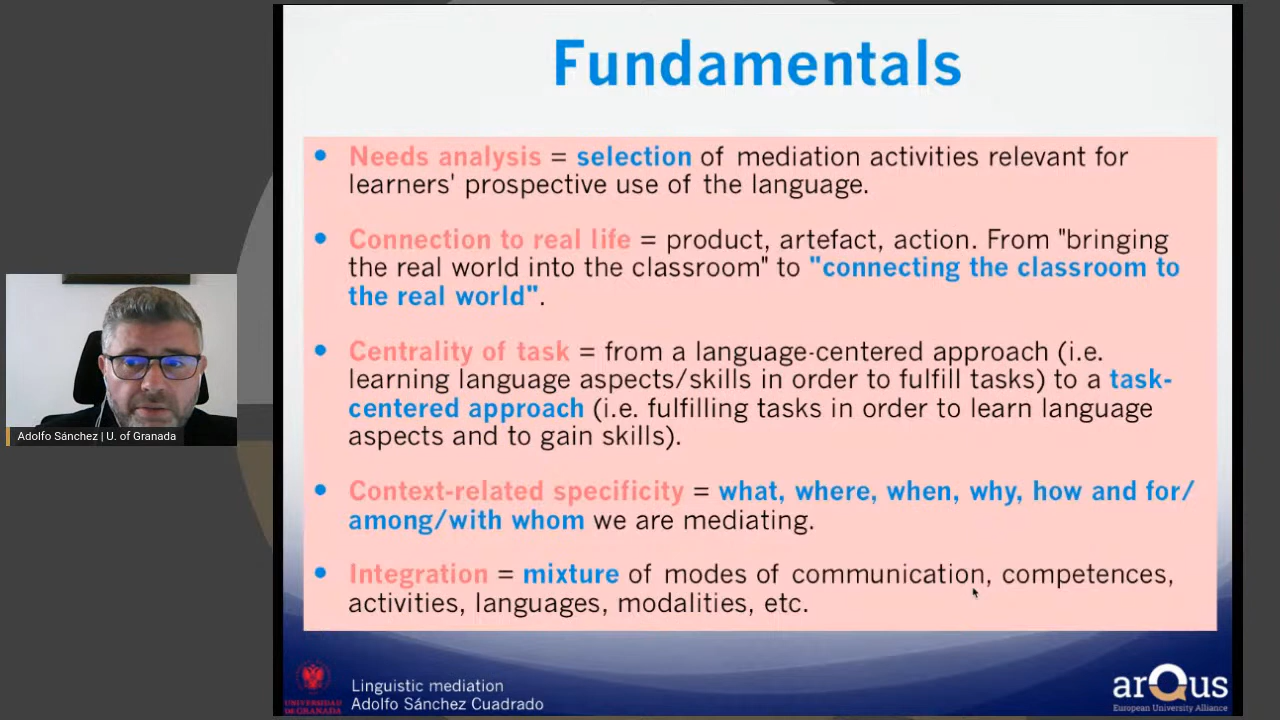 Fundamentals
• Needs analysis = selection of mediation activities relevant for
learners' prospective use of the language.
• Connection to real life = product, artefact, action. From "bringing
the real world into the classroom" to "connecting the classroom to
the real world".
• Centrality of task = from a language-centered approach (i.e.
learning language aspects/skills in order to fulfill tasks) to a task-
centered approach (i.e. fulfilling tasks in order to learn language
aspects and to gain skills).
• Context-related specificity = what, where, when, why, how and for/
among/with whom we are mediating.
• Integration = mixture of modes of communication, competences,
activities, languages, modalities, etc.
Adolfo Sánchez | U. of Granada
UNIVERSIDAD
DE GRANADA
Linguistic mediation
Adolfo Sánchez Cuadrado
arQus
European University Alliance